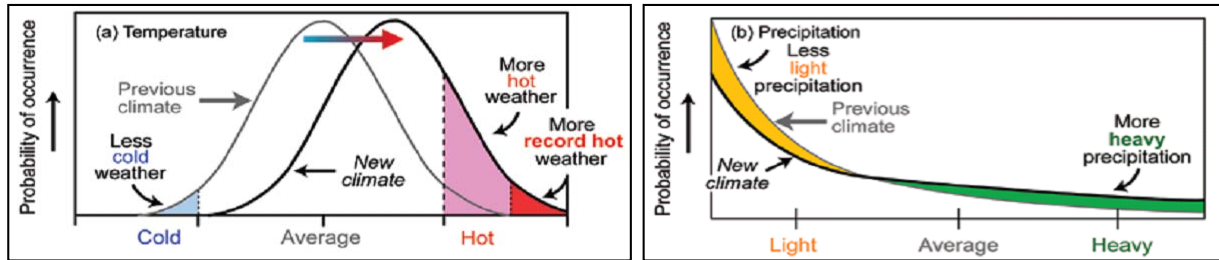 (a) Temperature
Probability of occurrence
Previous
climate
Less
cold
weather
New
climate
More
hot
weather
More
record hot
weather
Cold
Average
Hot
(b) Precipitation
Probability of occurrence
Less
light
precipitation
Previous
climate
New
climate
More
heavy
precipitation
Light
Average
Heavy